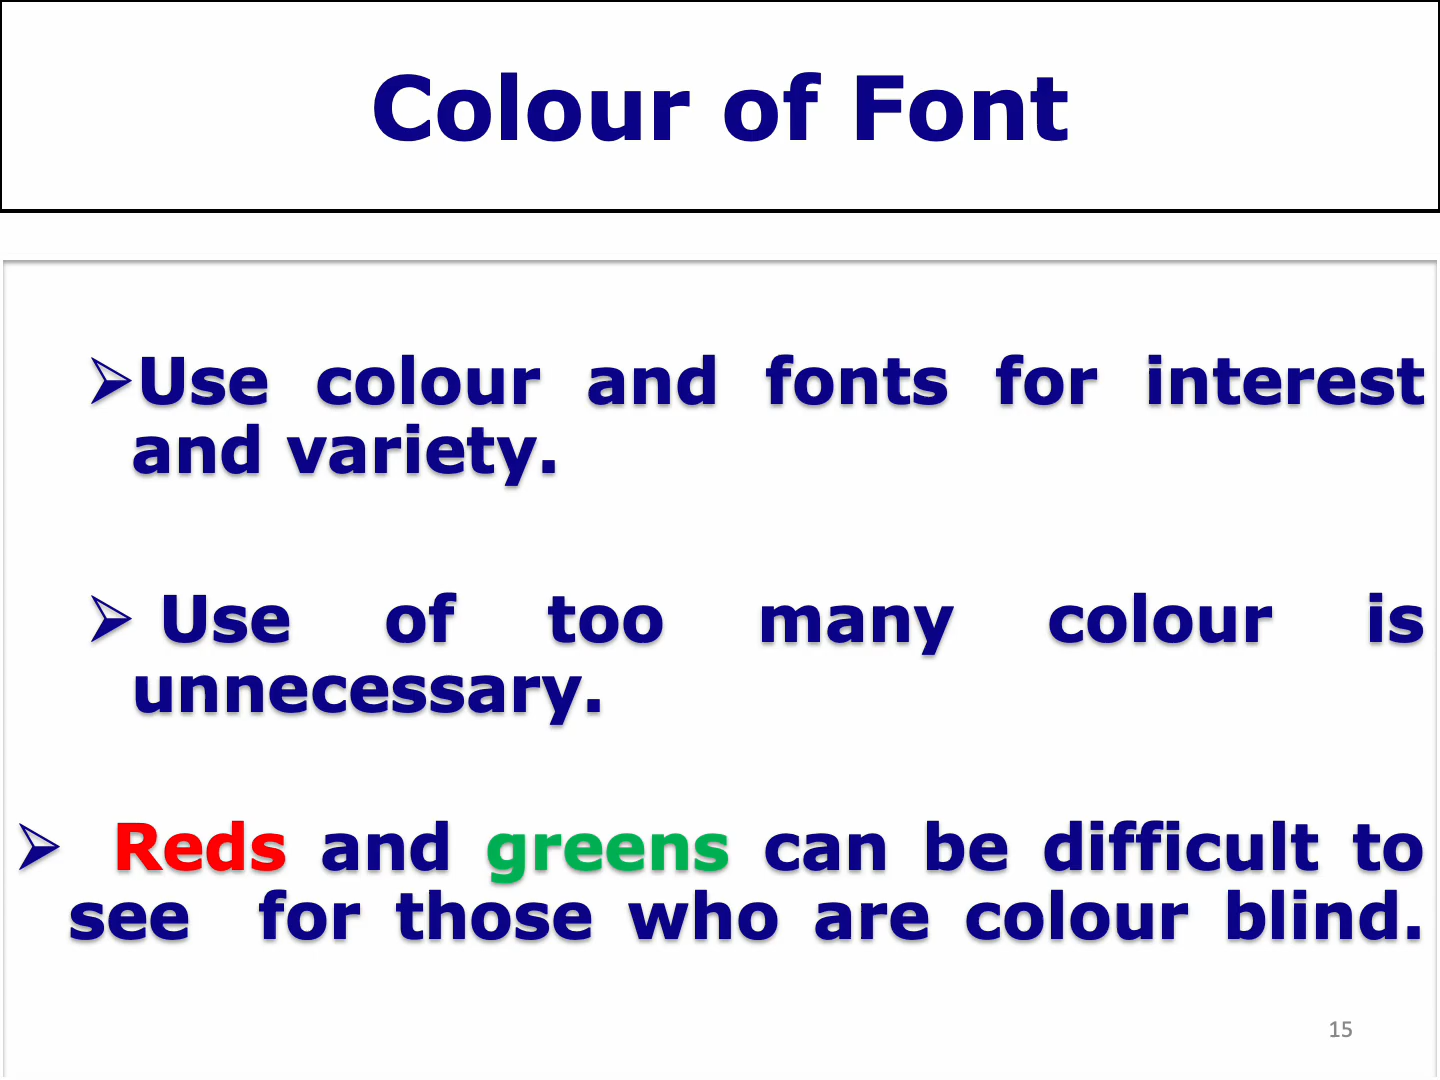 Colour of Font
➢Use colour and fonts for interest
and variety.
➢ Use of too many colour is
unnecessary.
➢ Reds and greens can be difficult to
see for those who are colour blind.
15